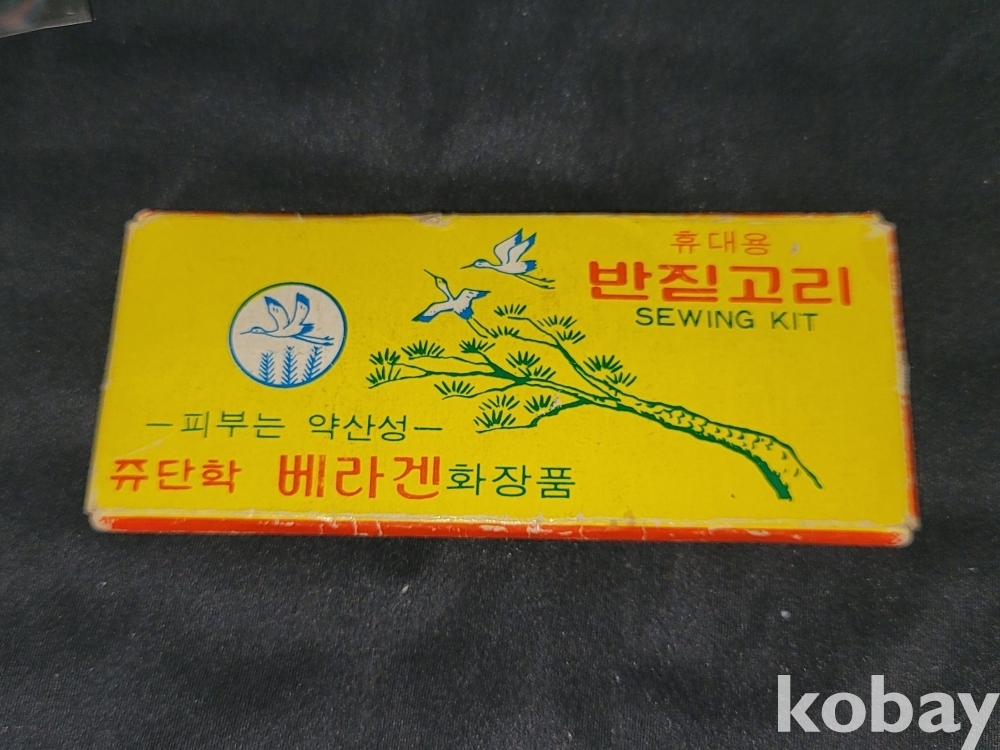 휴대용
반짇고리
SEWING KIT
－피부는 약산성－
쥬단학 베라겐화장품
kobay